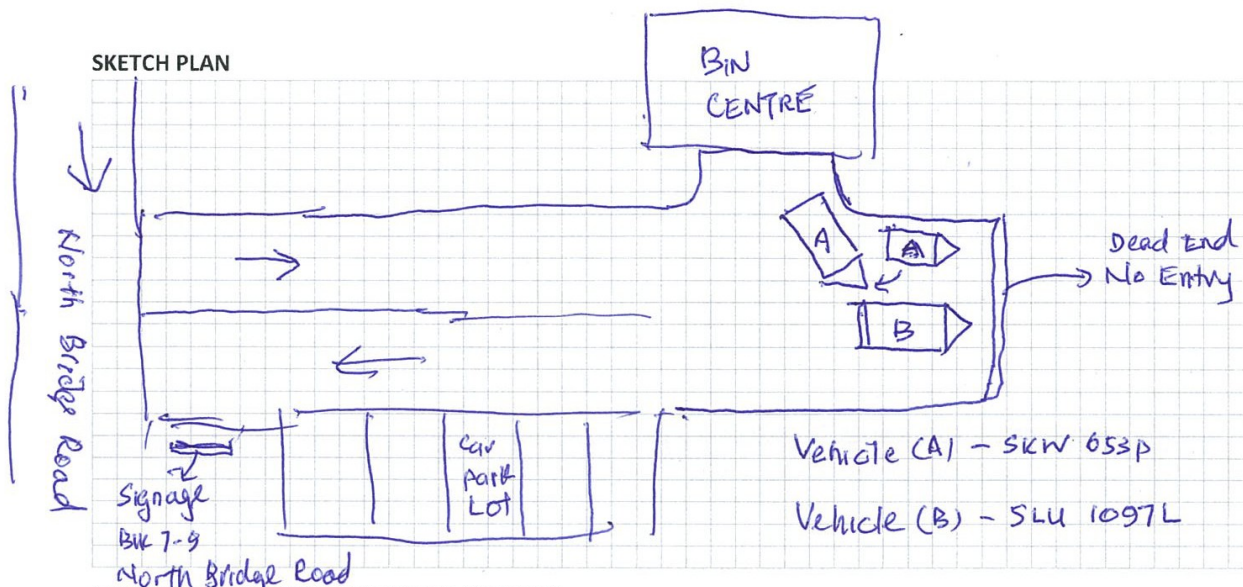 SKETCH PLAN
BIN
CENTRE
North Bridge Road
A
A
B
Dead End
No Entry
Car
Park
Lot
Signage
Blk 7-9
North Bridge Road
Vehicle (A) - SKW 653P
Vehicle (B) - SLU 1097L